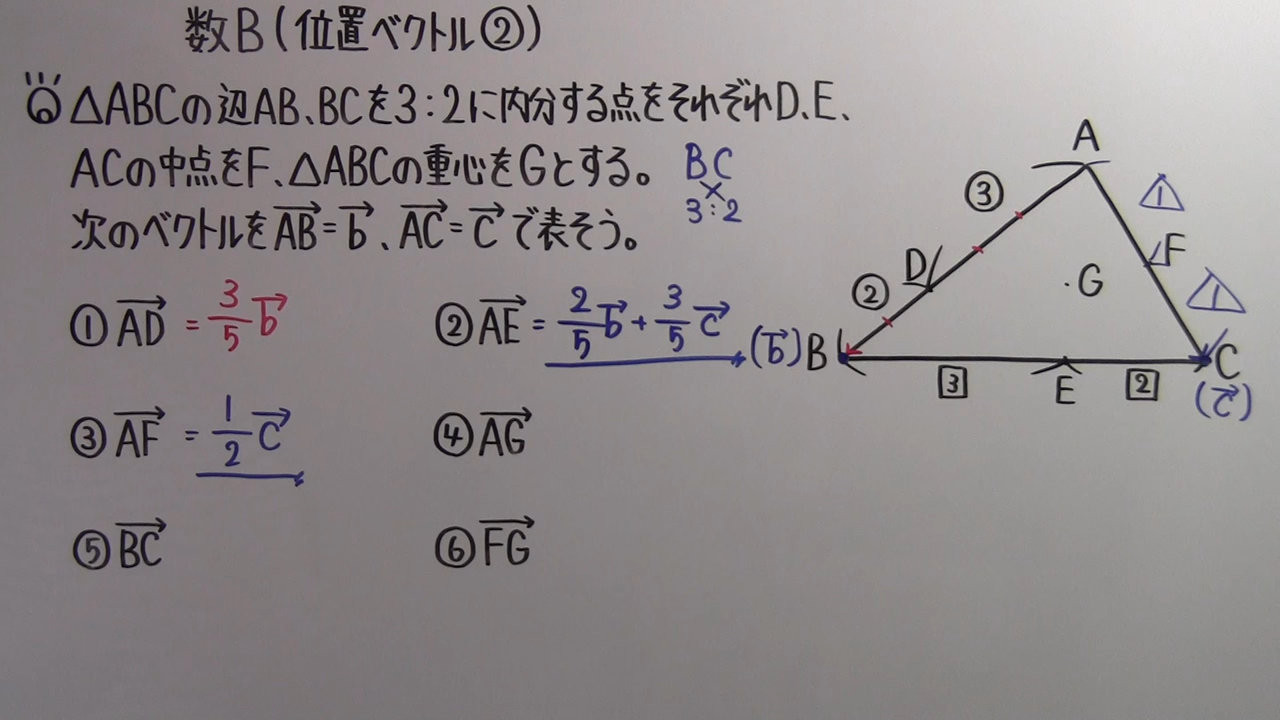 数B(位置ベクトル②)
Q △ABCの辺AB、BCを3:2に内分する点をそれぞれD、E、
ACの中点をF、△ABCの重心をGとする。
次のベクトルを\overrightarrow{AB}=\vec{b}、\overrightarrow{AC}=\vec{c}で表そう。
BC
×
3:2
① \overrightarrow{AD} = \frac{3}{5}\vec{b}
② \overrightarrow{AE} = \frac{2}{5}\vec{b} + \frac{3}{5}\vec{c}
③ \overrightarrow{AF} = \frac{1}{2}\vec{c}
④ \overrightarrow{AG}
⑤ \overrightarrow{BC}
⑥ \overrightarrow{FG}
A
③
1
D
F
②
G
1
(\vec{b}) B
C
3
E
2
(\vec{c})